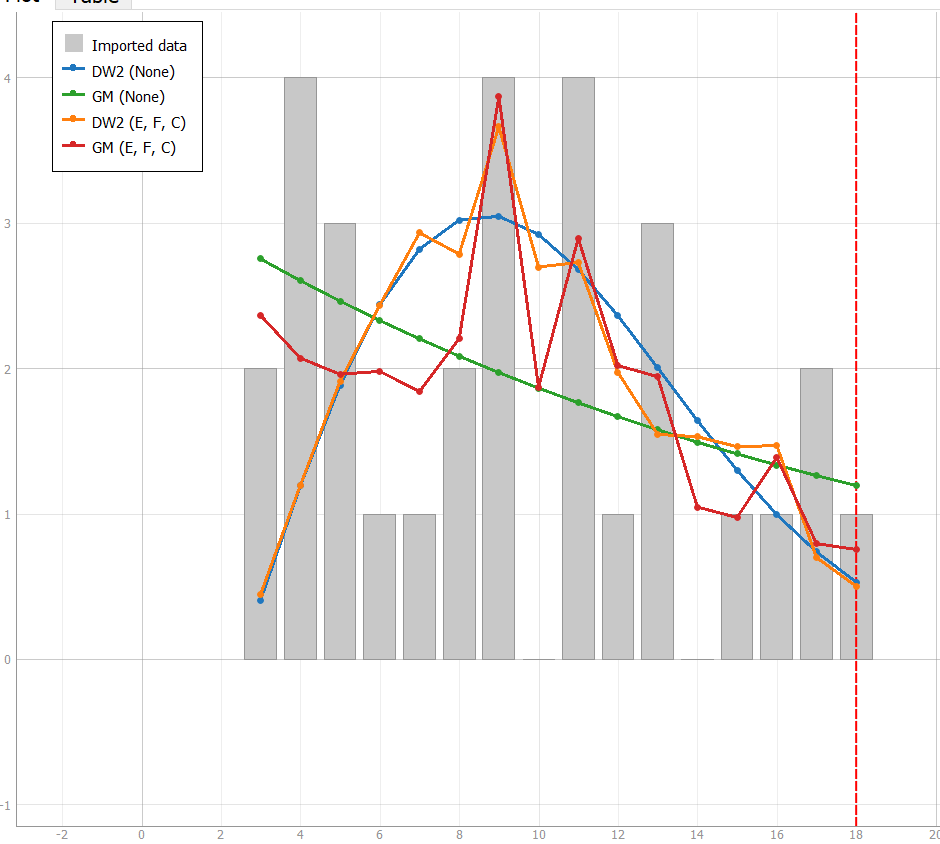 Plot Table
Imported data
DW2 (None)
GM (None)
DW2 (E, F, C)
GM (E, F, C)
4
3
2
1
0
-1
-2 0 2 4 6 8 10 12 14 16 18 20